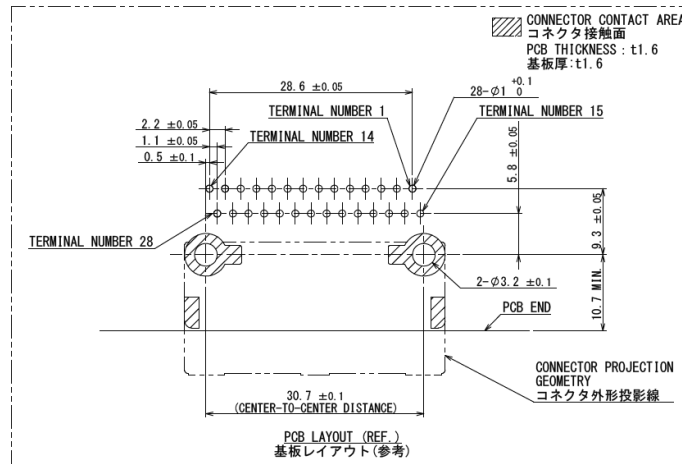 CONNECTOR CONTACT AREA
コネクタ接触面
PCB THICKNESS : t1.6
基板厚:t1.6
28.6 ±0.05
28-φ1 +0.1 0
TERMINAL NUMBER 1
TERMINAL NUMBER 15
2.2 ±0.05
TERMINAL NUMBER 14
1.1 ±0.05
0.5 ±0.1
5.8 ±0.05
9.3 ±0.05
TERMINAL NUMBER 28
2-φ3.2 ±0.1
10.7 MIN.
PCB END
CONNECTOR PROJECTION
GEOMETRY
コネクタ外形投影線
30.7 ±0.1
(CENTER-TO-CENTER DISTANCE)
PCB LAYOUT (REF.)
基板レイアウト(参考)